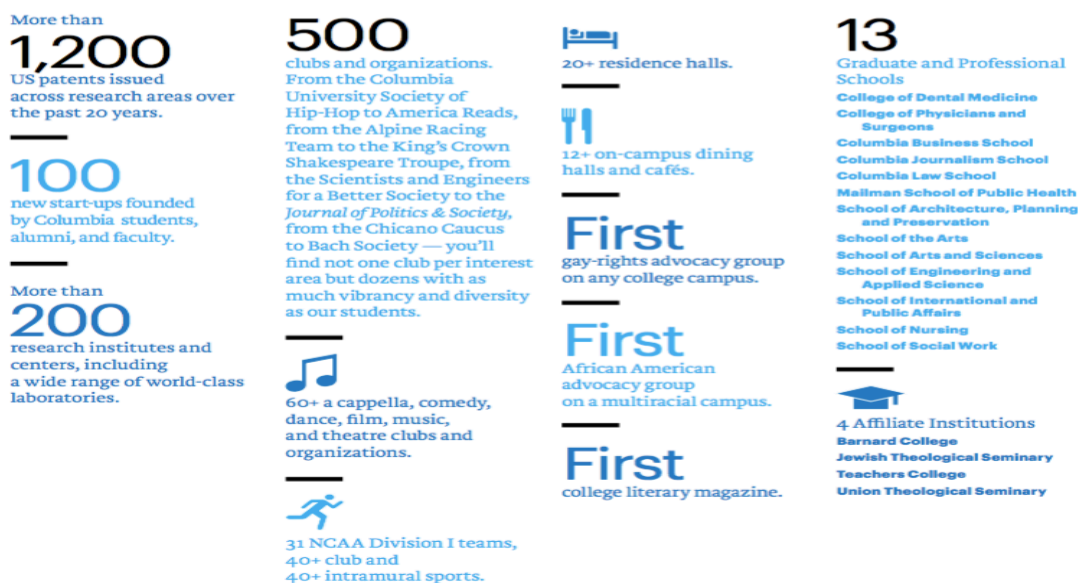 More than
1,200
US patents issued
across research areas over
the past 20 years.
100
new start-ups founded
by Columbia students,
alumni, and faculty.
More than
200
research institutes and
centers, including
a wide range of world-class
laboratories.
500
clubs and organizations.
From the Columbia
University Society of
Hip-Hop to America Reads,
from the Alpine Racing
Team to the King's Crown
Shakespeare Troupe, from
the Scientists and Engineers
for a Better Society to the
Journal of Politics & Society,
from the Chicano Caucus
to Bach Society — you'll
find not one club per interest
area but dozens with as
much vibrancy and diversity
as our students.
60+ a cappella, comedy,
dance, film, music,
and theatre clubs and
organizations.
31 NCAA Division I teams,
40+ club and
40+ intramural sports.
20+ residence halls.
12+ on-campus dining
halls and cafés.
First
gay-rights advocacy group
on any college campus.
First
African American
advocacy group
on a multiracial campus.
First
college literary magazine.
13
Graduate and Professional
Schools
College of Dental Medicine
College of Physicians and
Surgeons
Columbia Business School
Columbia Journalism School
Columbia Law School
Mailman School of Public Health
School of Architecture, Planning
and Preservation
School of the Arts
School of Arts and Sciences
School of Engineering and
Applied Science
School of International and
Public Affairs
School of Nursing
School of Social Work
4 Affiliate Institutions
Barnard College
Jewish Theological Seminary
Teachers College
Union Theological Seminary